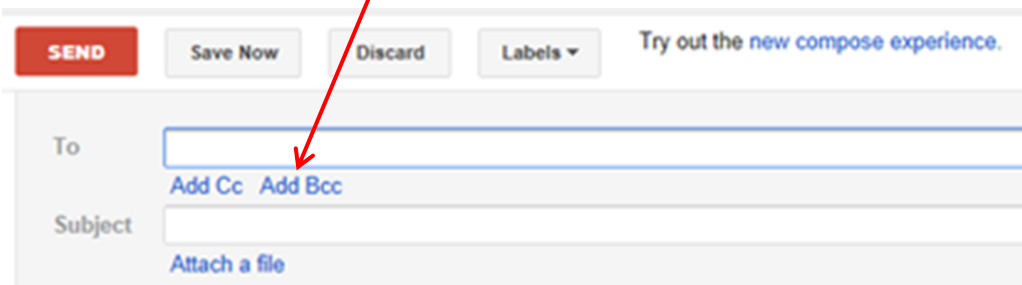 SEND Save Now Discard Labels Try out the new compose experience.
To
Add Cc Add Bcc
Subject
Attach a file